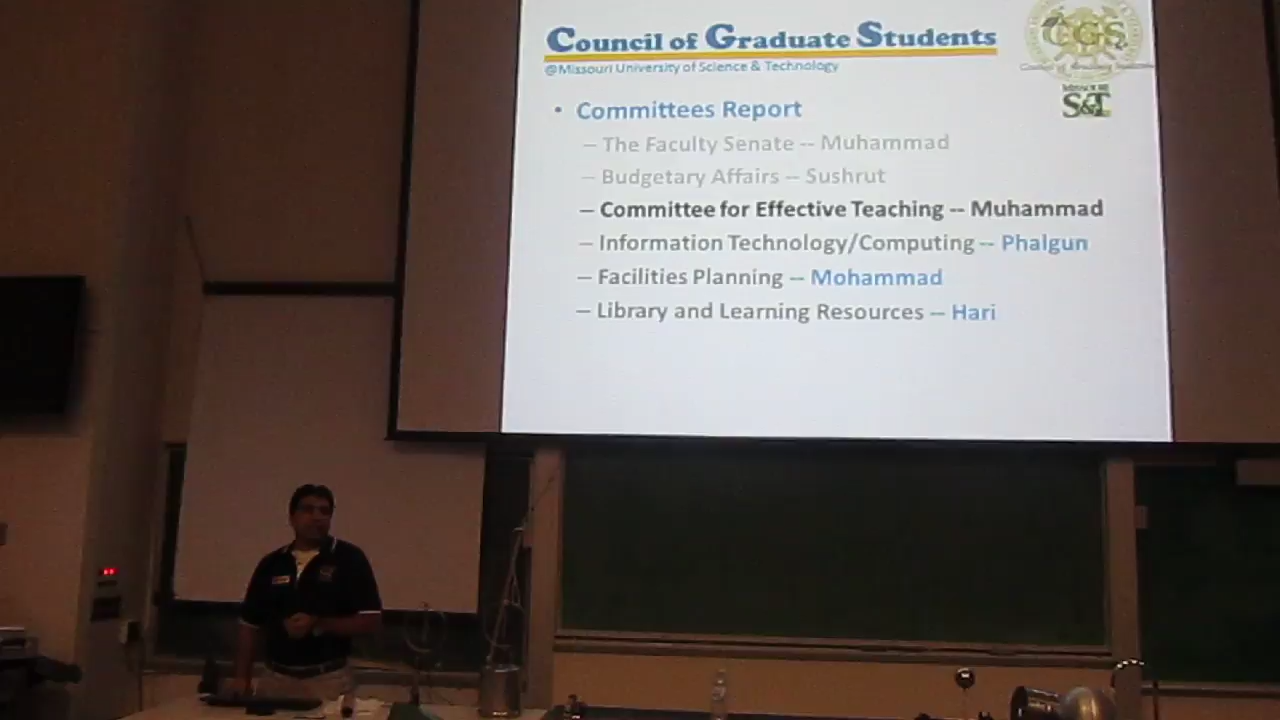 Council of Graduate Students
@Missouri University of Science & Technology
CGS
MISSOURI
S&T
• Committees Report
– The Faculty Senate -- Muhammad
– Budgetary Affairs -- Sushrut
– Committee for Effective Teaching -- Muhammad
– Information Technology/Computing -- Phalgun
– Facilities Planning -- Mohammad
– Library and Learning Resources -- Hari